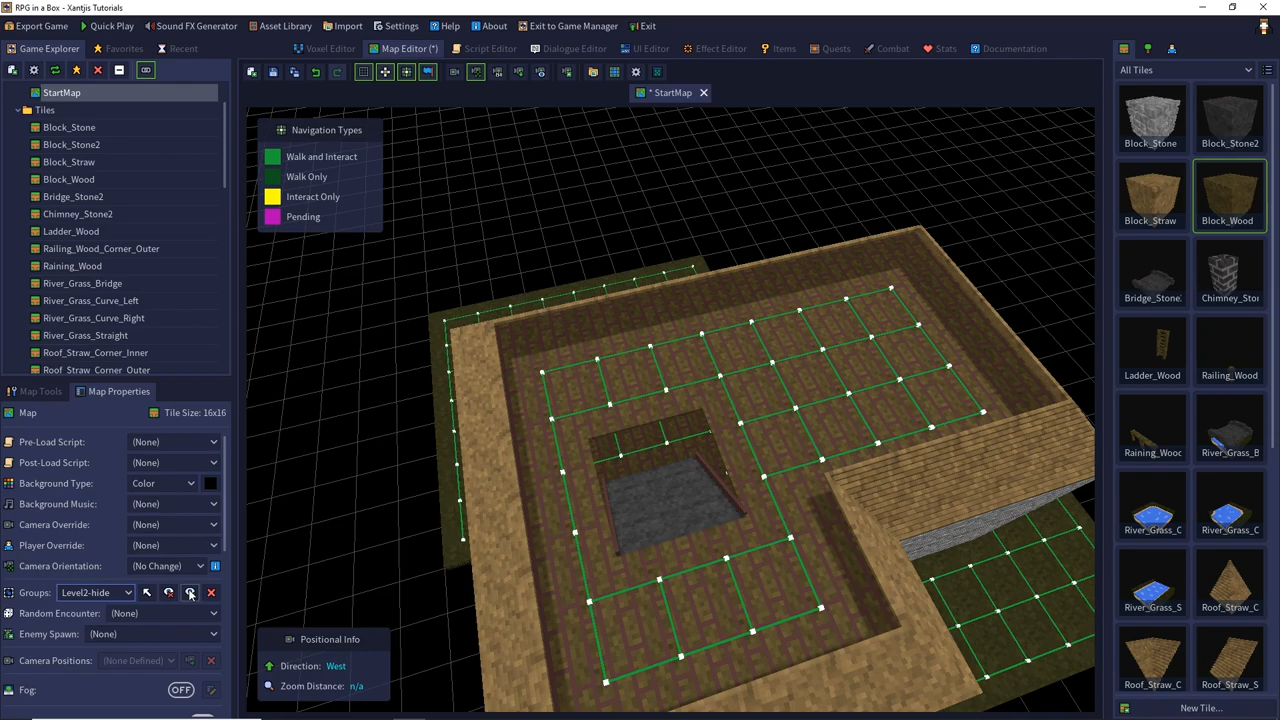 RPG in a Box - Xantjis Tutorials
Export Game Quick Play Sound FX Generator Asset Library Import Settings Help About Exit to Game Manager Exit
Game Explorer Favorites Recent Voxel Editor Map Editor (*) Script Editor Dialogue Editor UI Editor Effect Editor Items Quests Combat Stats Documentation
All Tiles
StartMap
* StartMap
Tiles
Block_Stone
Block_Stone2
Block_Straw
Block_Wood
Bridge_Stone2
Chimney_Stone2
Ladder_Wood
Railing_Wood_Corner_Outer
Raining_Wood
River_Grass_Bridge
River_Grass_Curve_Left
River_Grass_Curve_Right
River_Grass_Straight
Roof_Straw_Corner_Inner
Roof_Straw_Corner_Outer
Map Tools Map Properties
Map Tile Size: 16x16
Pre-Load Script: (None)
Post-Load Script: (None)
Background Type: Color
Background Music: (None)
Camera Override: (None)
Player Override: (None)
Camera Orientation: (No Change)
Groups: Level2-hide
Random Encounter: (None)
Enemy Spawn: (None)
Camera Positions: (None Defined)
Fog: OFF
Navigation Types
Walk and Interact
Walk Only
Interact Only
Pending
Positional Info
Direction: West
Zoom Distance: n/a
Block_Stone Block_Stone2
Block_Straw Block_Wood
Bridge_Stone: Chimney_Stor
Ladder_Wood Railing_Wood
Raining_Wood River_Grass_B
River_Grass_C River_Grass_C
River_Grass_S Roof_Straw_C
Roof_Straw_C Roof_Straw_S
New Tile...